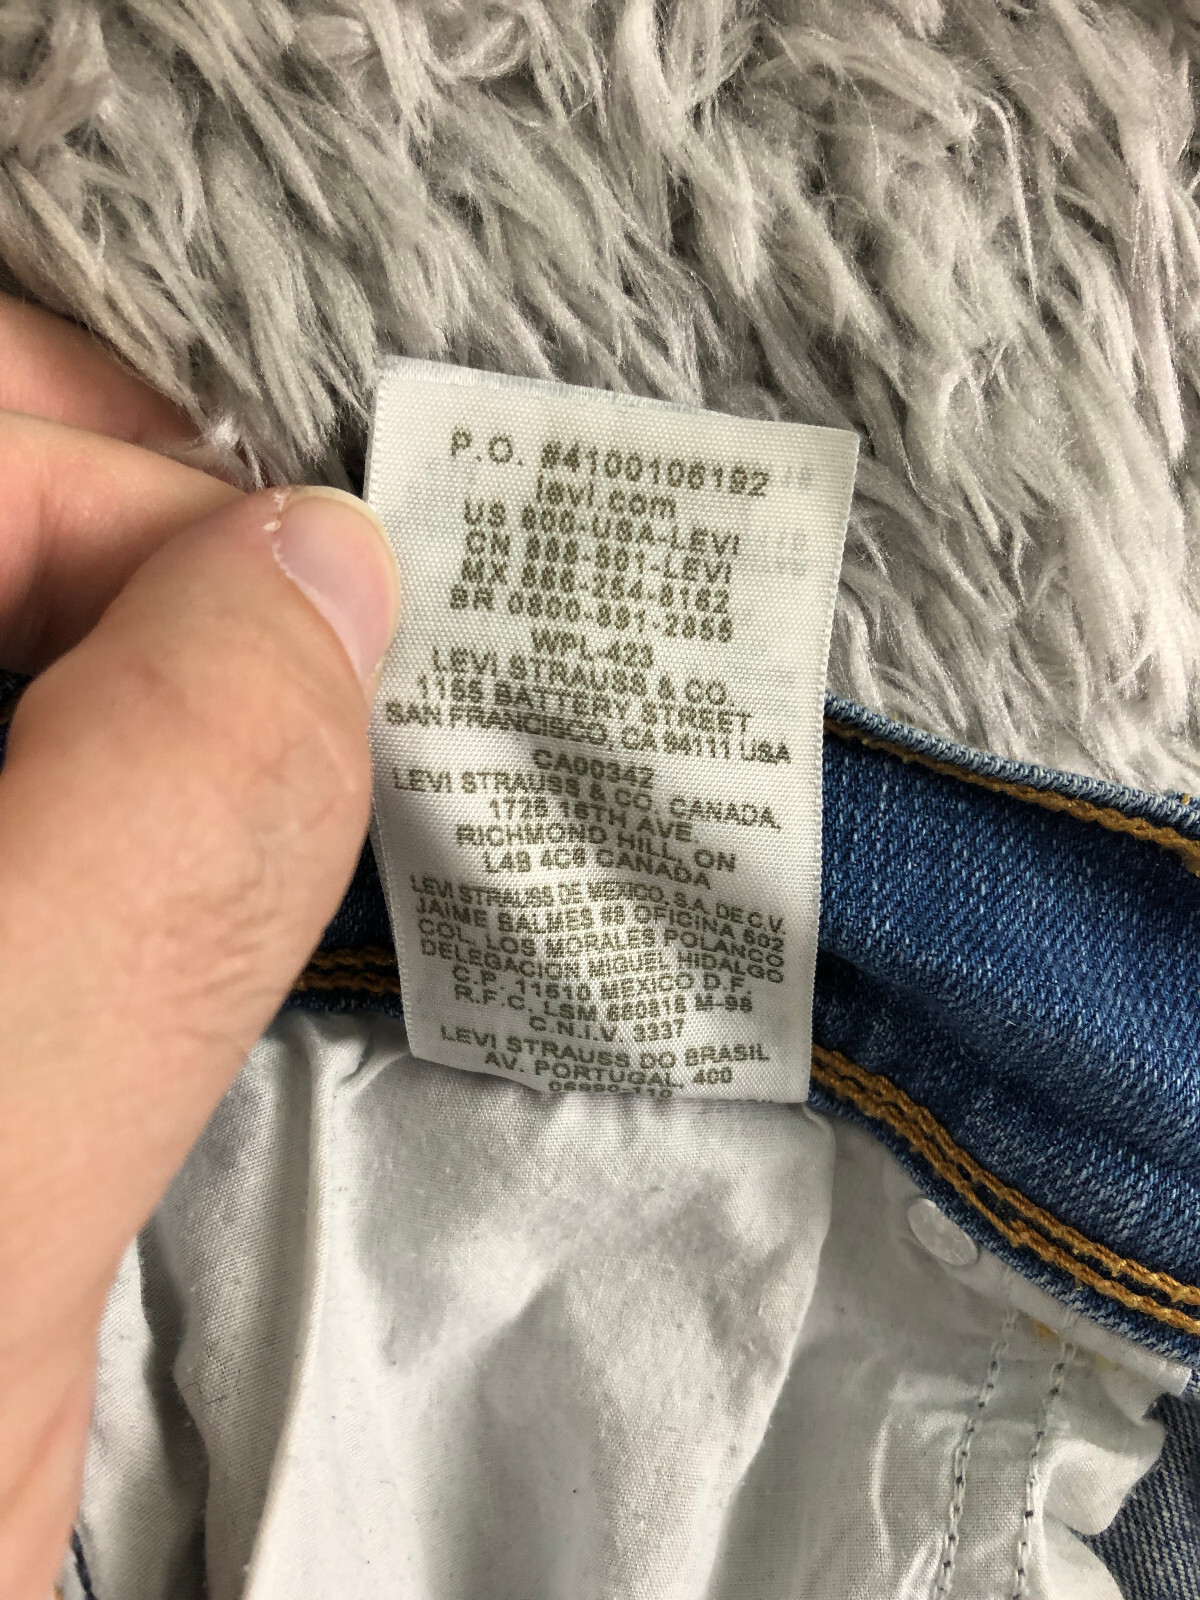 P.O. #4100106192
levi.com
US 800-USA-LEVI
CN 888-501-LEVI
MX 866-254-8162
BR 0800-891-2855
WPL-423
LEVI STRAUSS & CO.
1155 BATTERY STREET
SAN FRANCISCO, CA 94111 USA
CA00342
LEVI STRAUSS & CO. CANADA,
1725 16TH AVE
RICHMOND HILL, ON
L4B 4C6 CANADA
LEVI STRAUSS DE MEXICO, S.A. DE C.V.
JAIME BALMES #8 OFICINA 602
COL. LOS MORALES POLANCO
DELEGACION MIGUEL HIDALGO
C.P. 11510 MEXICO D.F.
R.F.C. LSM 680816 M-96
C.N.I.V. 3337
LEVI STRAUSS DO BRASIL
AV. PORTUGAL, 400